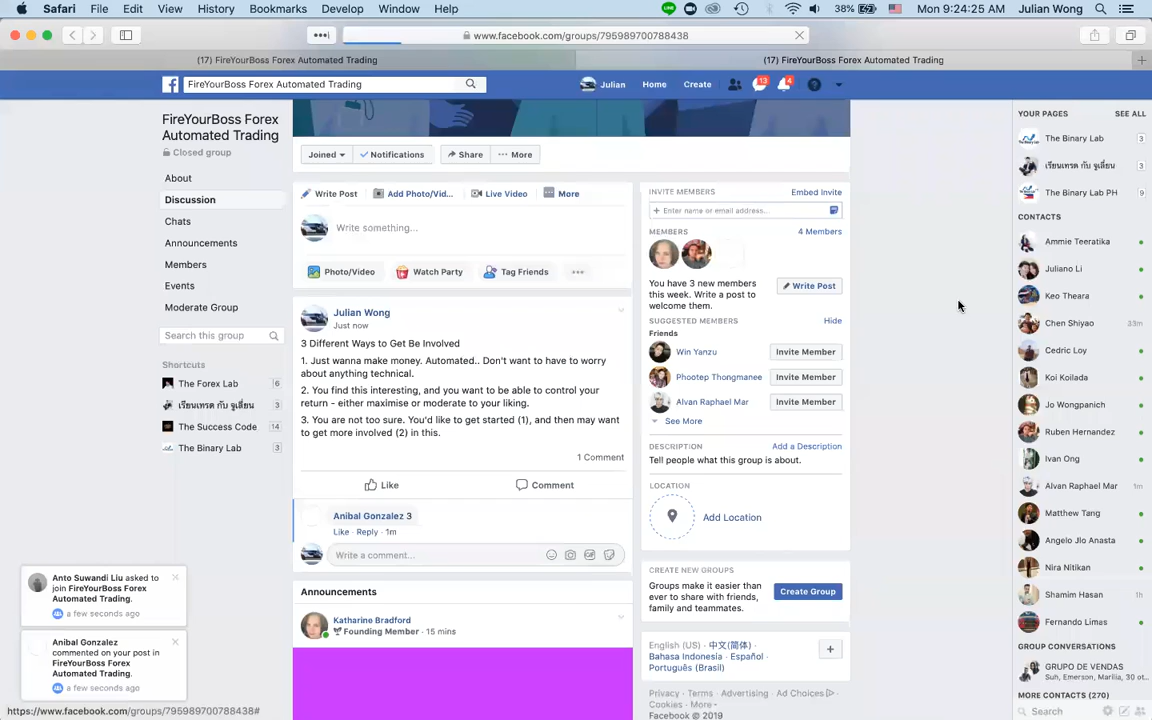 Safari File Edit View History Bookmarks Develop Window Help 38% Mon 9:24:25 AM Julian Wong
www.facebook.com/groups/795989700788438
(17) FireYourBoss Forex Automated Trading
(17) FireYourBoss Forex Automated Trading
FireYourBoss Forex Automated Trading
Julian Home Create 13 4
FireYourBoss Forex
Automated Trading
Closed group
About
Discussion
Chats
Announcements
Members
Events
Moderate Group
Search this group
Shortcuts
The Forex Lab 6
เรียนเทรด กับ จูเลี่ยน 3
The Success Code 14
The Binary Lab 3
Joined Notifications Share More
Write Post Add Photo/Vid... Live Video More
Write something...
Photo/Video Watch Party Tag Friends
Julian Wong
Just now
3 Different Ways to Get Be Involved
1. Just wanna make money. Automated.. Don't want to have to worry
about anything technical.
2. You find this interesting, and you want to be able to control your
return - either maximise or moderate to your liking.
3. You are not too sure. You'd like to get started (1), and then may want
to get more involved (2) in this.
1 Comment
Like Comment
Anibal Gonzalez 3
Like · Reply · 1m
Write a comment...
GIF
Announcements
Katharine Bradford
Founding Member · 15 mins
INVITE MEMBERS Embed Invite
+ Enter name or email address...
MEMBERS 4 Members
You have 3 new members
this week. Write a post to
welcome them.
Write Post
SUGGESTED MEMBERS Hide
Friends
Win Yanzu Invite Member
Phootep Thongmanee Invite Member
Alvan Raphael Mar Invite Member
See More
DESCRIPTION Add a Description
Tell people what this group is about.
LOCATION
Add Location
CREATE NEW GROUPS
Groups make it easier than
ever to share with friends,
family and teammates.
Create Group
English (US) · 中文(简体) ·
Bahasa Indonesia · Español ·
Português (Brasil)
Privacy · Terms · Advertising · Ad Choices
Cookies · More
Facebook © 2019
YOUR PAGES SEE ALL
The Binary Lab 3
เรียนเทรด กับ จูเลี่ยน 3
The Binary Lab PH 9
CONTACTS
Ammie Teeratika
Juliano Li
Keo Theara
Chen Shiyao 33m
Cedric Loy
Koi Koilada
Jo Wongpanich
Ruben Hernandez
Ivan Ong
Alvan Raphael Mar 1m
Matthew Tang
Angelo Jlo Anasta
Nira Nitikan
Shamim Hasan 1h
Fernando Limas
GROUP CONVERSATIONS
GRUPO DE VENDAS
Suh, Emerson, Marília, 30 ot...
MORE CONTACTS (270)
Search
Anto Suwandi Liu asked to
join FireYourBoss Forex
Automated Trading.
a few seconds ago
Anibal Gonzalez
commented on your post in
FireYourBoss Forex
Automated Trading.
a few seconds ago
https://www.facebook.com/groups/795989700788438#